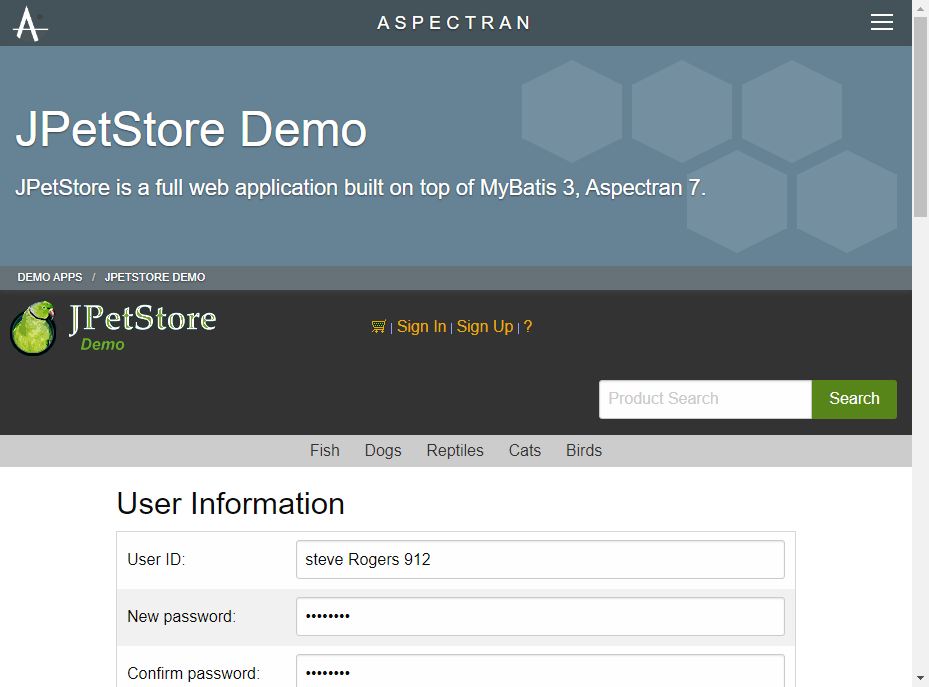 ASPECTRAN
JPetStore Demo
JPetStore is a full web application built on top of MyBatis 3, Aspectran 7.
DEMO APPS / JPETSTORE DEMO
JPetStore
Demo
| Sign In | Sign Up | ?
Product Search Search
Fish Dogs Reptiles Cats Birds
User Information
User ID: steve Rogers 912
New password: ••••••••
Confirm password: ••••••••